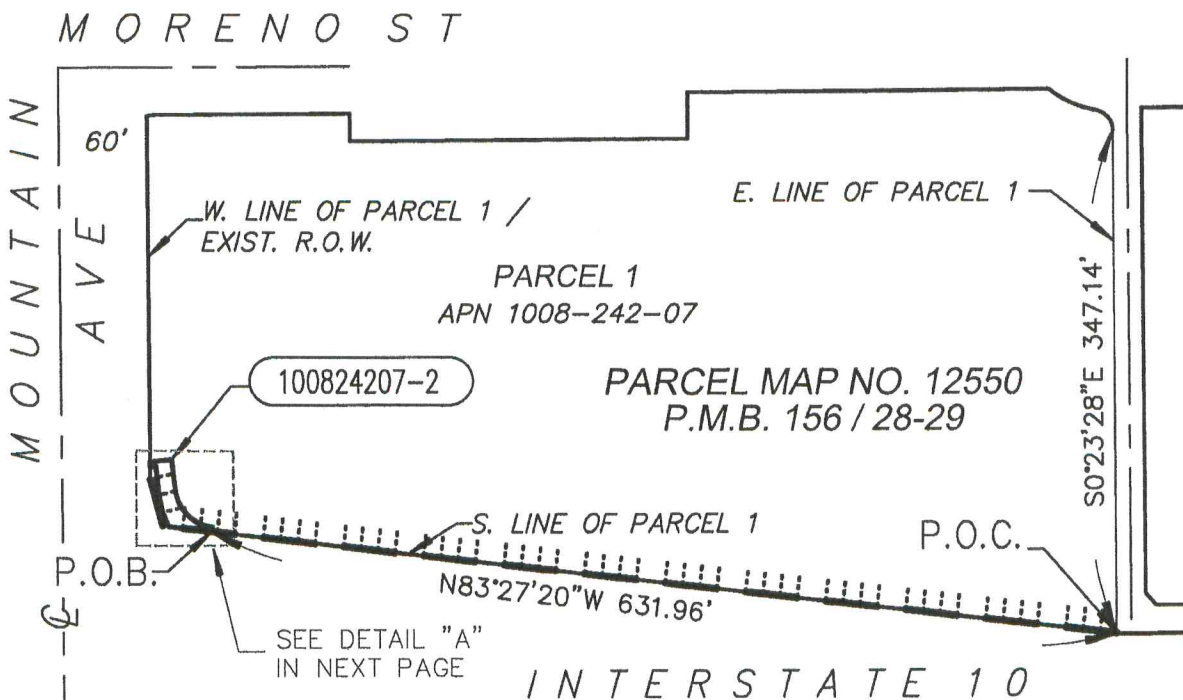 MORENO ST
MOUNTAIN
AVE
60'
W. LINE OF PARCEL 1 /
EXIST. R.O.W.
E. LINE OF PARCEL 1
PARCEL 1
APN 1008-242-07
S0°23'28"E 347.14'
100824207-2
PARCEL MAP NO. 12550
P.M.B. 156 / 28-29
S. LINE OF PARCEL 1
P.O.C.
P.O.B.
N83°27'20"W 631.96'
℄
SEE DETAIL "A"
IN NEXT PAGE
INTERSTATE 10